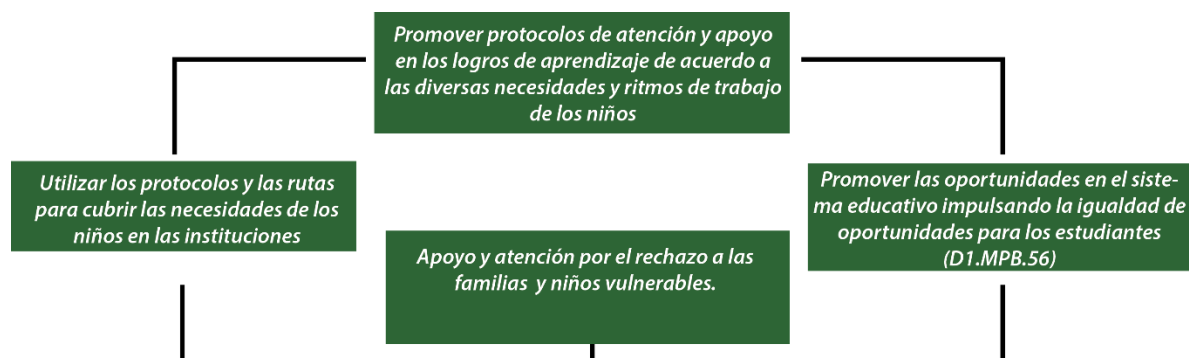 Promover protocolos de atención y apoyo
en los logros de aprendizaje de acuerdo a
las diversas necesidades y ritmos de trabajo
de los niños
Utilizar los protocolos y las rutas
para cubrir las necesidades de los
niños en las instituciones
Promover las oportunidades en el siste-
ma educativo impulsando la igualdad de
oportunidades para los estudiantes
(D1.MPB.56)
Apoyo y atención por el rechazo a las
familias y niños vulnerables.